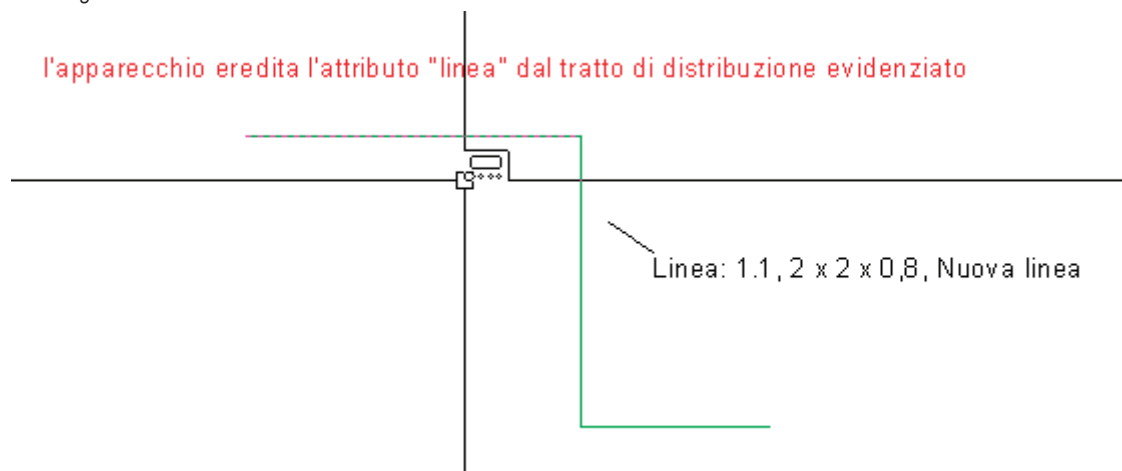 l'apparecchio eredita l'attributo "linea" dal tratto di distribuzione evidenziato
Linea: 1.1, 2 x 2 x 0,8, Nuova linea